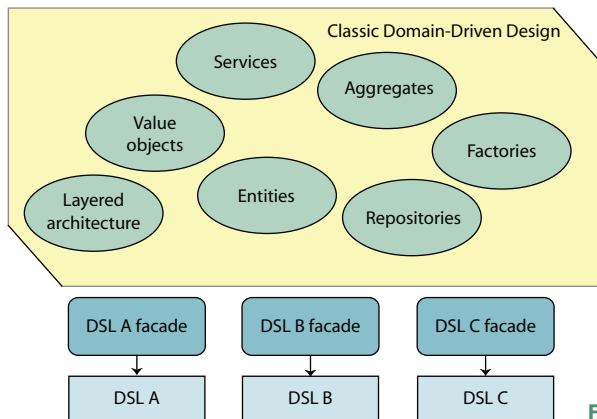 Classic Domain-Driven Design
Services
Aggregates
Value
objects
Factories
Layered
architecture
Entities
Repositories
DSL A facade
DSL B facade
DSL C facade
DSL A
DSL B
DSL C
F